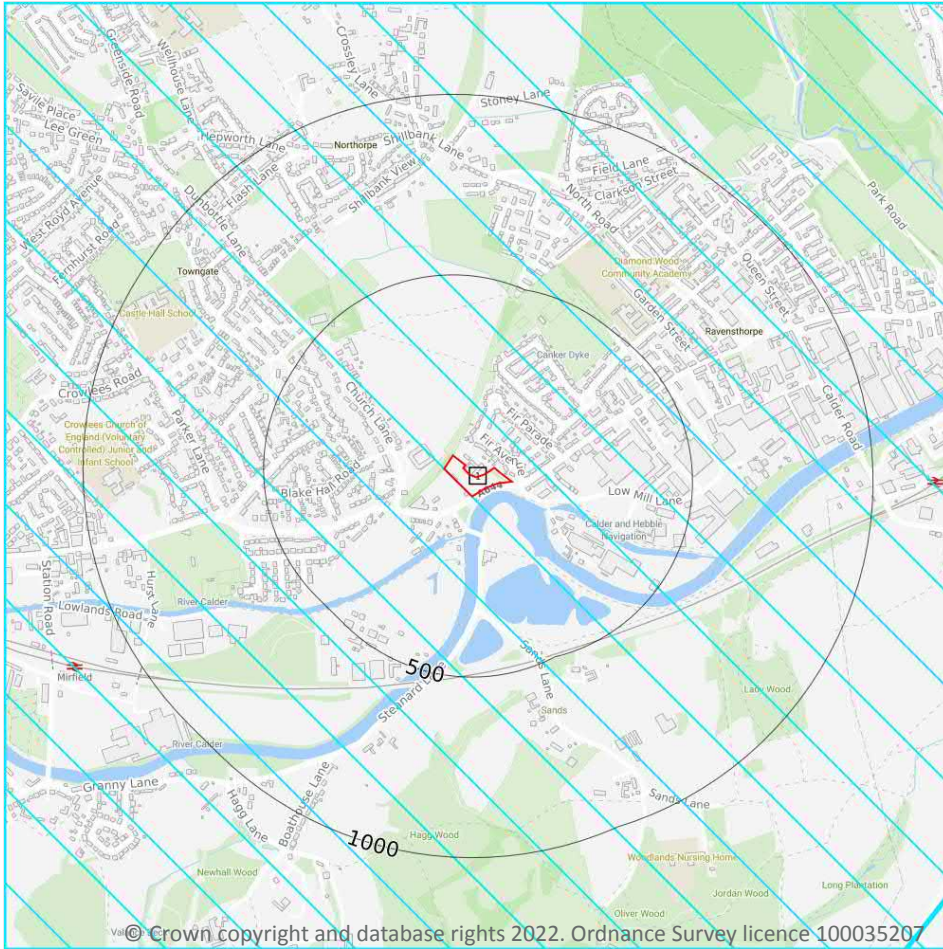 Greenside Road
Wellhouse Lane
Crossley Lane
Savile Place
Lee Green
Stoney Lane
Hepworth Lane
Northorpe
Shillbank Lane
Flash Lane
Shillbank View
Field Lane
Clarkson Street
North Road
Park Road
West Royd Avenue
Fernhurst Road
Dunbottle Lane
Towngate
Castle Hall School
Diamond Wood
Community Academy
Queen Street
Garden Street
Ravensthorpe
Canker Dyke
Crowlees Road
Church Lane
Parker Lane
Fir Parade
Fir Avenue
Calder Road
Crowlees Church of
England (Voluntary
Controlled) Junior and
Infant School
Blake Hall Road
1
A644
Low Mill Lane
Calder and Hebble
Navigation
1
Station Road
Hurst Lane
River Calder
Lowlands Road
Mirfield
500
Sands Lane
Steanard Lane
Lady Wood
Sands
River Calder
Granny Lane
Hagg Lane
Boathouse Lane
Sands Lane
1000
Hagg Wood
Woodlands Nursing Home
Newhall Wood
Jordan Wood
Long Plantation
Oliver Wood
© Crown copyright and database rights 2022. Ordnance Survey licence 100035207